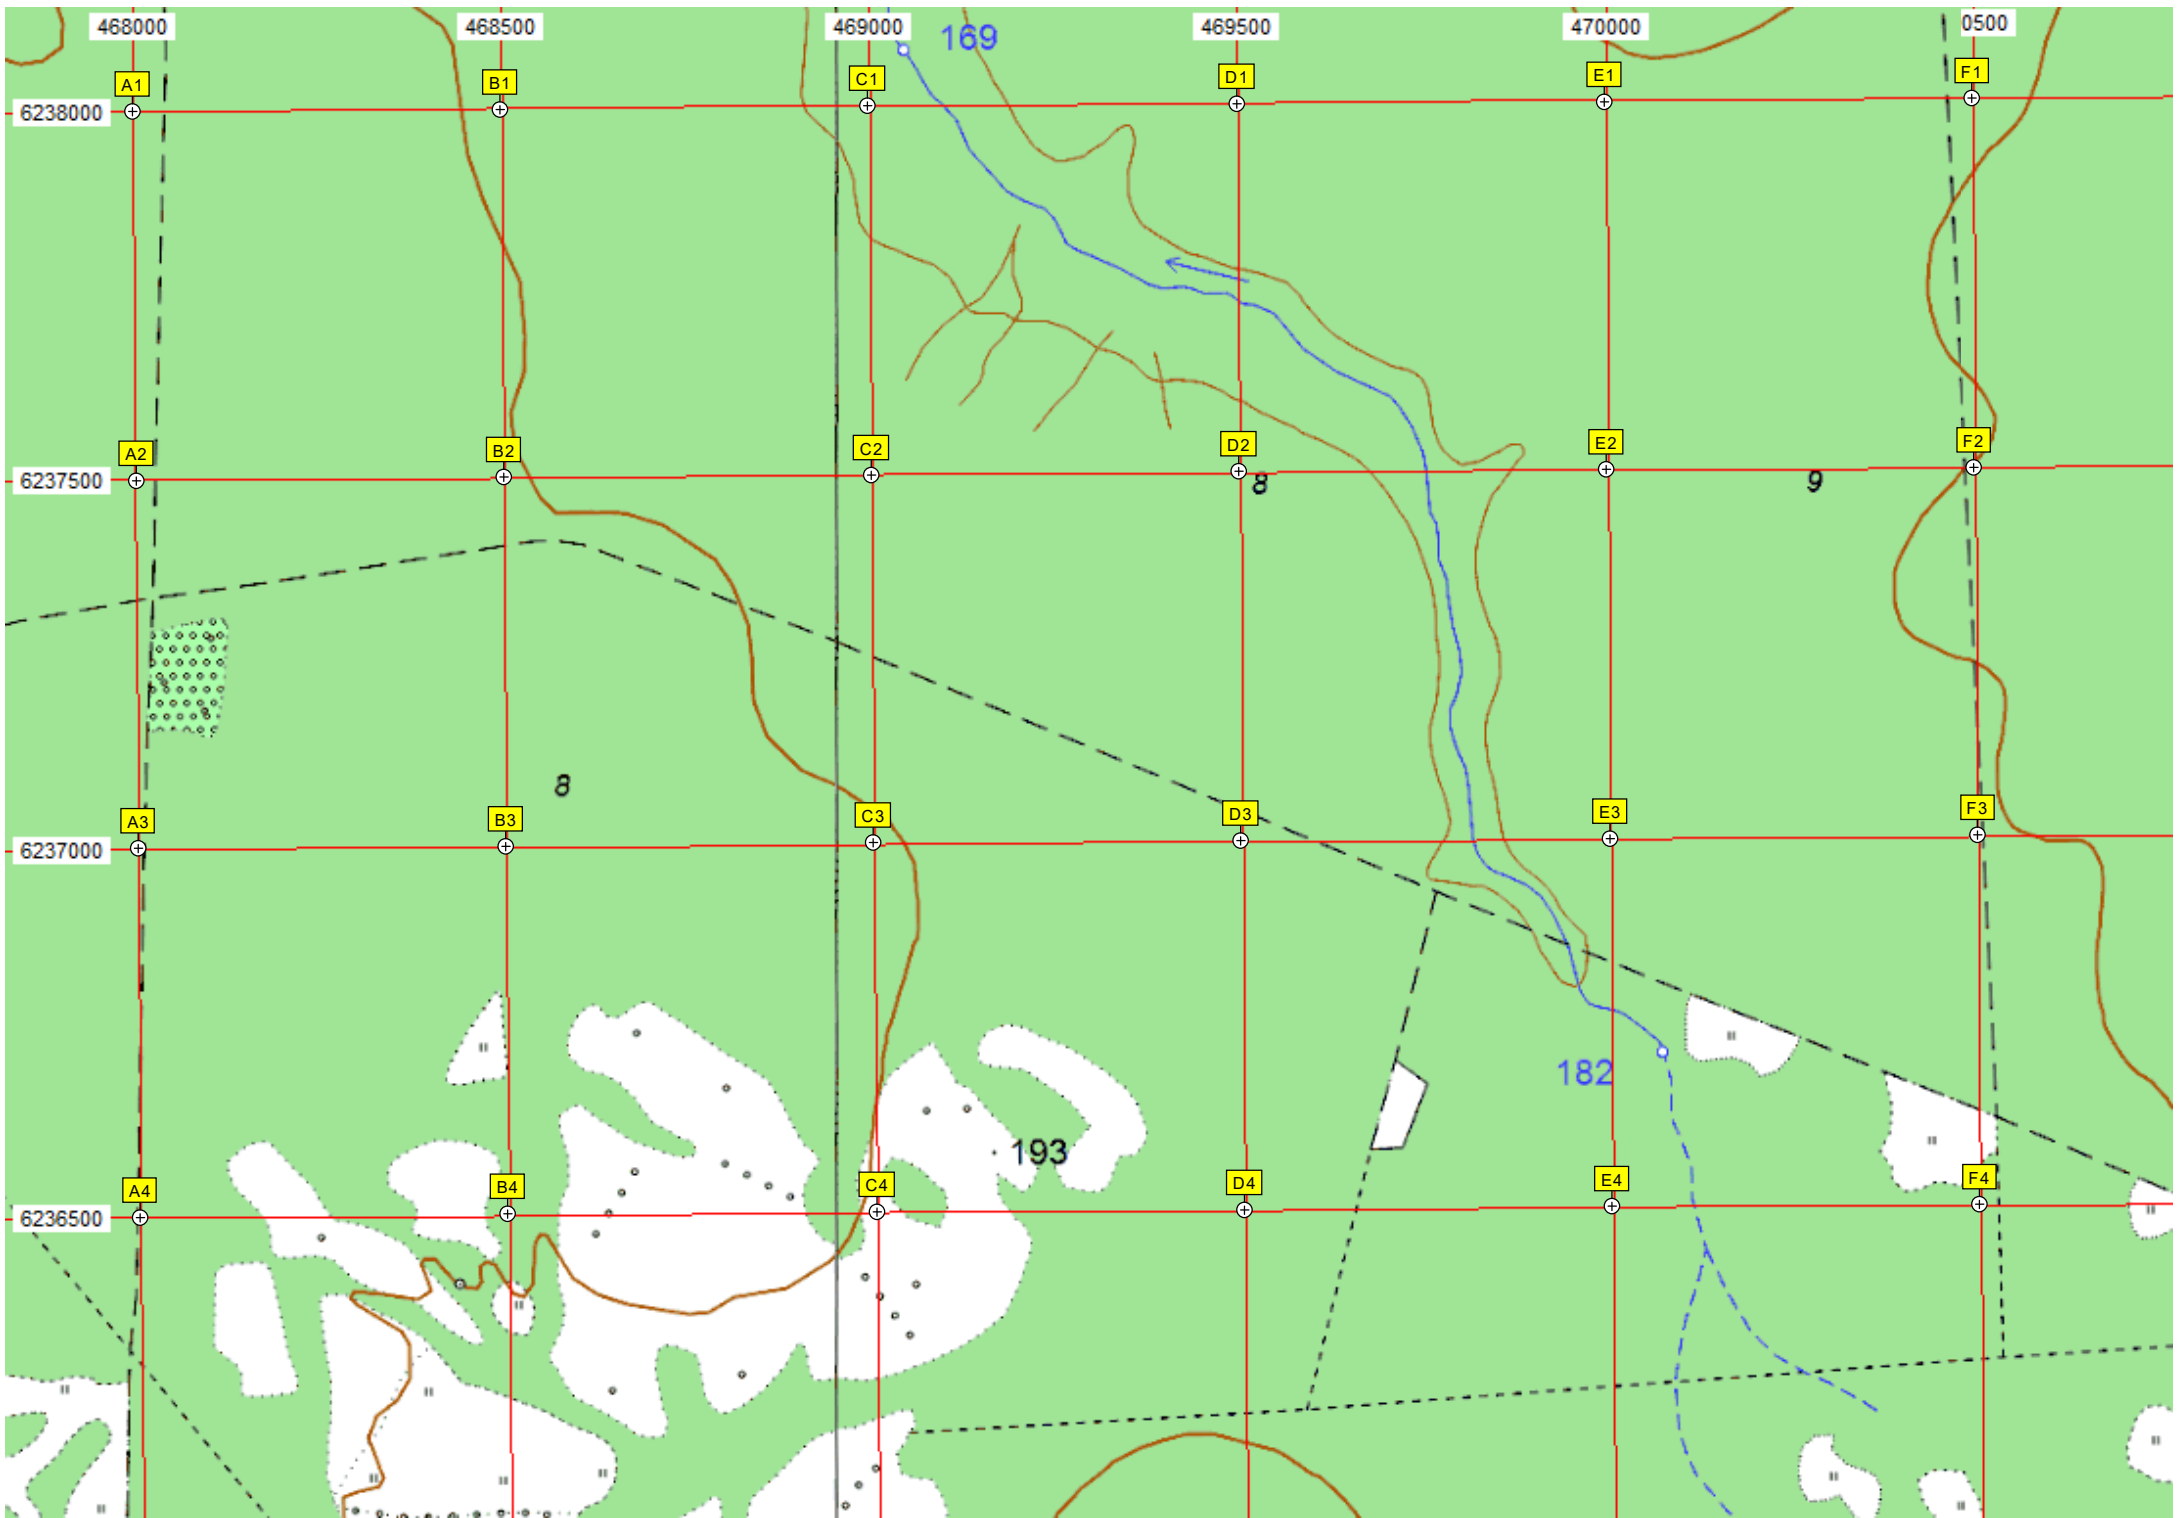 468000 468500 469000 469500 470000 0500
169
A1 B1 C1 D1 E1 F1
6238000
A2 B2 C2 D2 E2 F2
6237500
8 9
8
A3 B3 C3 D3 E3 F3
6237000
182
193
A4 B4 C4 D4 E4 F4
6236500